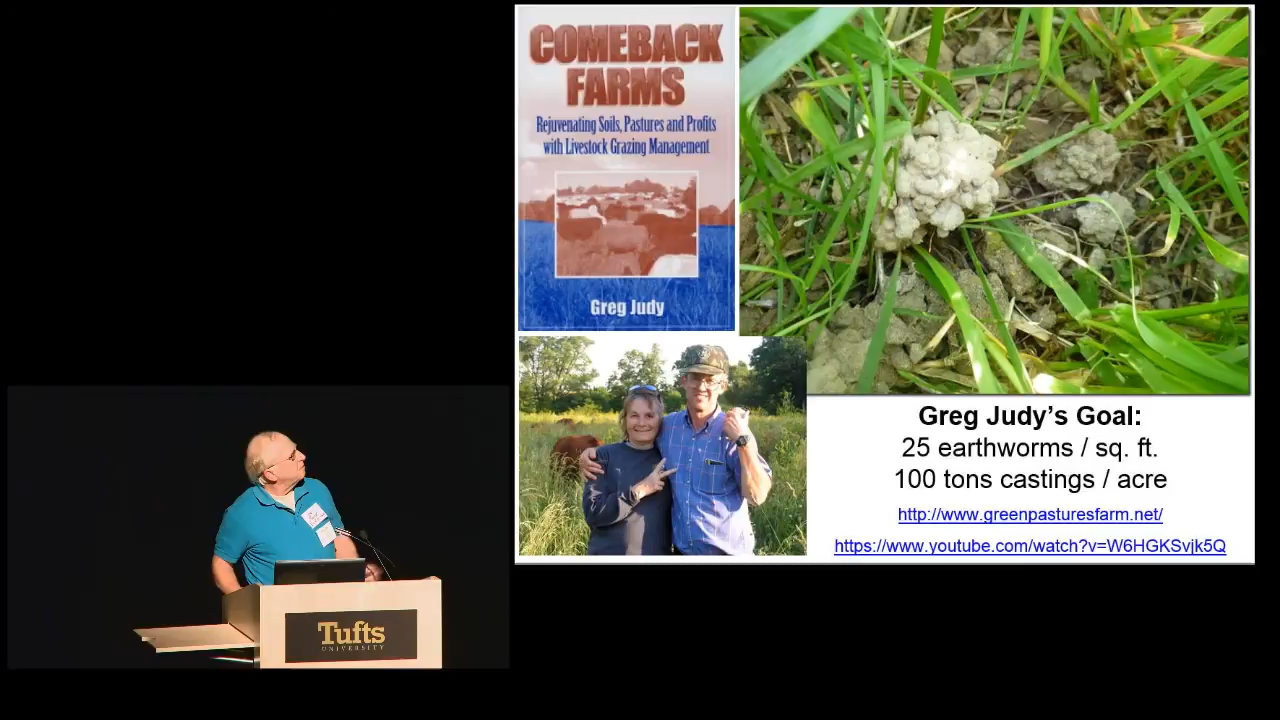 COMEBACK
FARMS
Rejuvenating Soils, Pastures and Profits
with Livestock Grazing Management
Greg Judy
Greg Judy's Goal:
25 earthworms / sq. ft.
100 tons castings / acre
http://www.greenpasturesfarm.net/
https://www.youtube.com/watch?v=W6HGKSvjk5Q
Tufts
UNIVERSITY